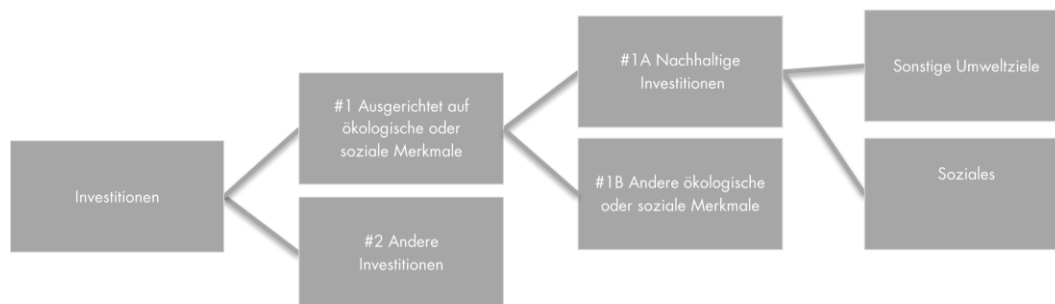 Investitionen
#1 Ausgerichtet auf
ökologische oder
soziale Merkmale
#2 Andere
Investitionen
#1A Nachhaltige
Investitionen
#1B Andere ökologische
oder soziale Merkmale
Sonstige Umweltziele
Soziales